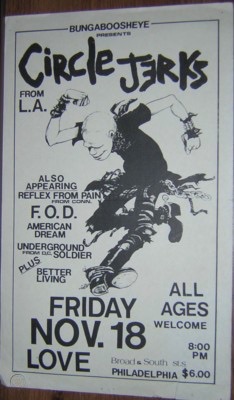 BUNGABOOSHEYE
PRESENTS
CIRCLE JERKS
FROM
L.A.
ALSO
APPEARING
REFLEX FROM PAIN
FROM CONN.
F.O.D.
AMERICAN
DREAM
UNDERGROUND
FROM D.C. SOLDIER
PLUS
BETTER
LIVING
FRIDAY
NOV. 18
LOVE
ALL
AGES
WELCOME
8:00
PM
Broad & South sts.
PHILADELPHIA $6.00